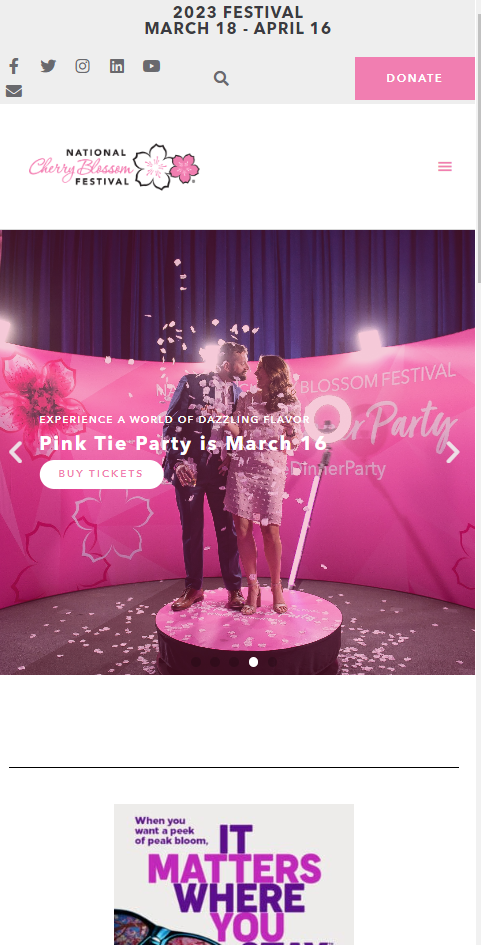 2023 FESTIVAL
MARCH 18 - APRIL 16
DONATE
NATIONAL
Cherry Blossom
FESTIVAL
BLOSSOM FESTIVAL
Party
DinnerParty
EXPERIENCE A WORLD OF DAZZLING FLAVOR
Pink Tie Party is March 16
BUY TICKETS
When you
want a peek
of peak bloom,
IT
MATTERS
WHERE
YOU